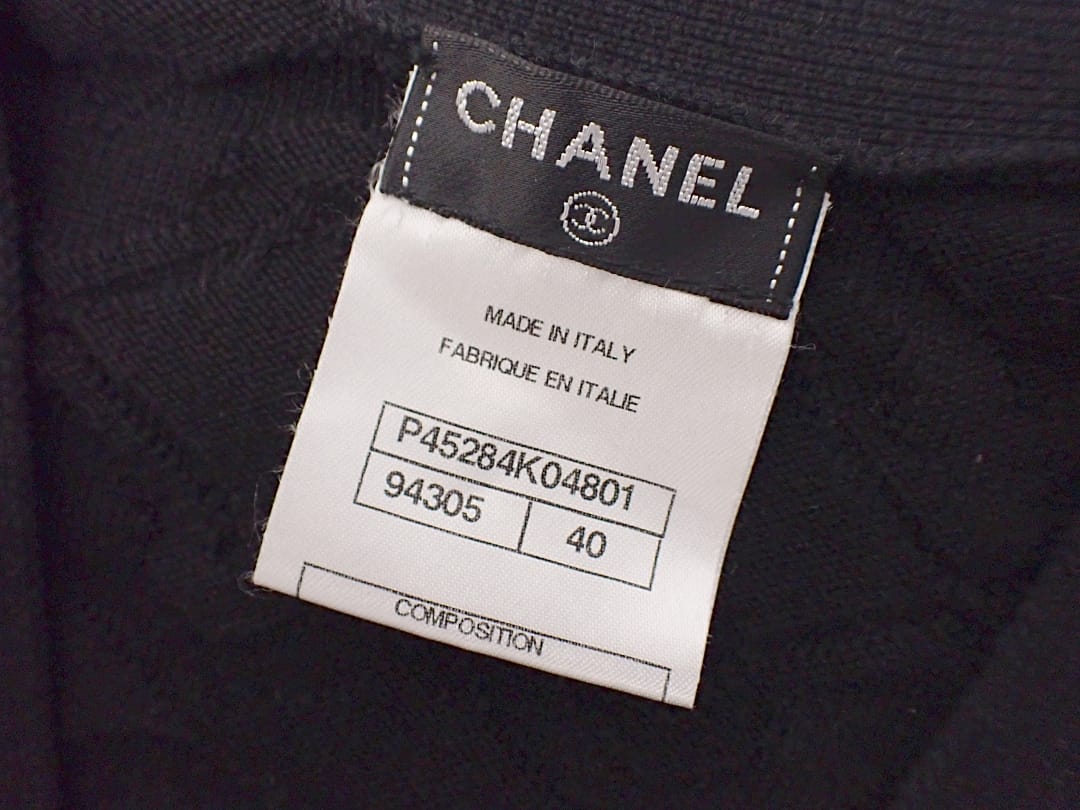 CHANEL
MADE IN ITALY
FABRIQUE EN ITALIE
P45284K04801
94305 40
COMPOSITION